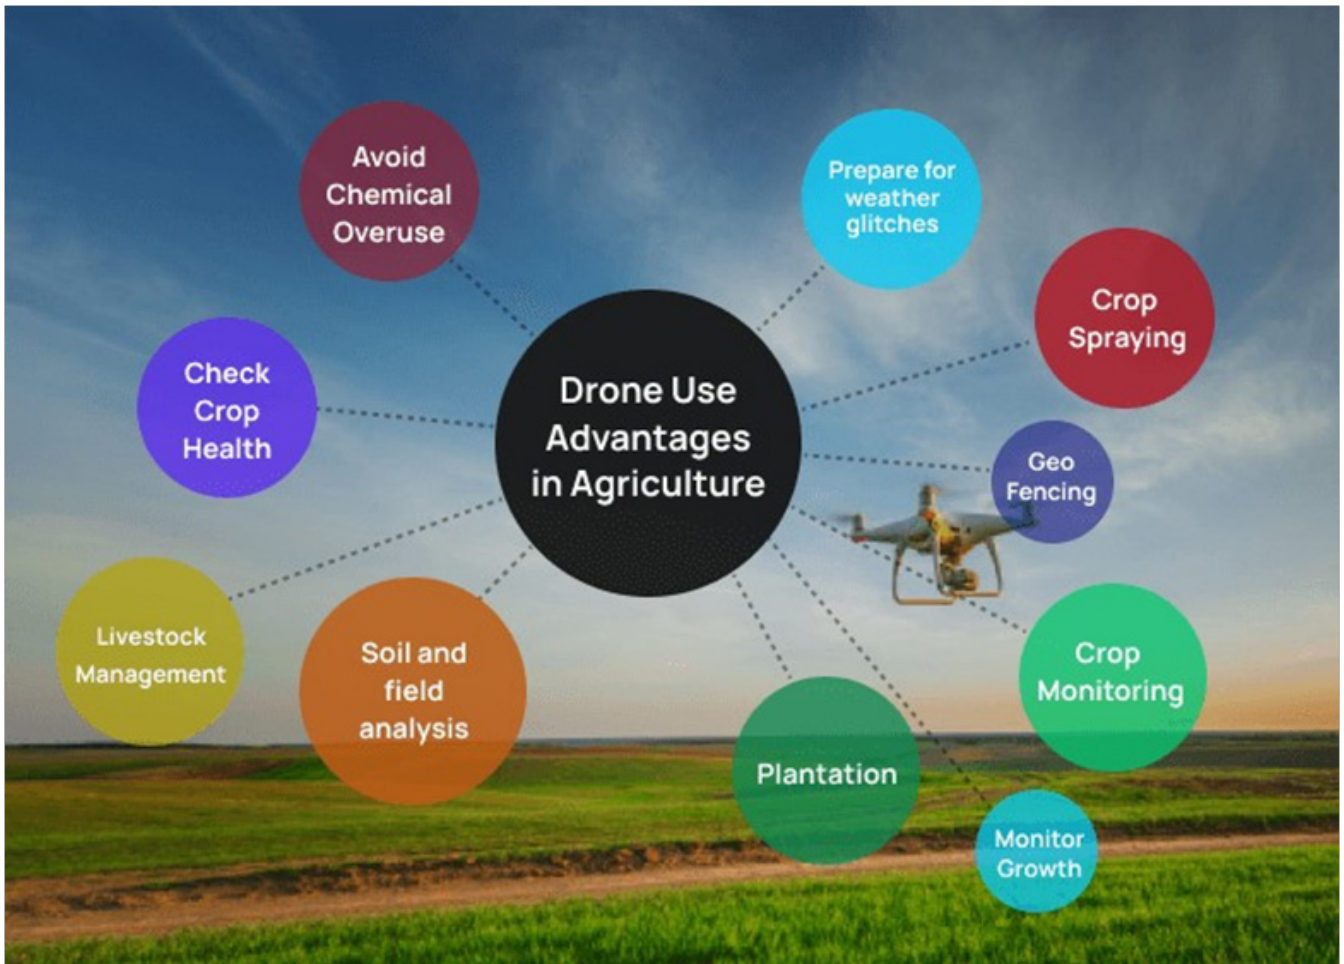 Avoid
Chemical
Overuse
Prepare for
weather
glitches
Crop
Spraying
Check
Crop
Health
Drone Use
Advantages
in Agriculture
Geo
Fencing
Livestock
Management
Soil and
field
analysis
Crop
Monitoring
Plantation
Monitor
Growth